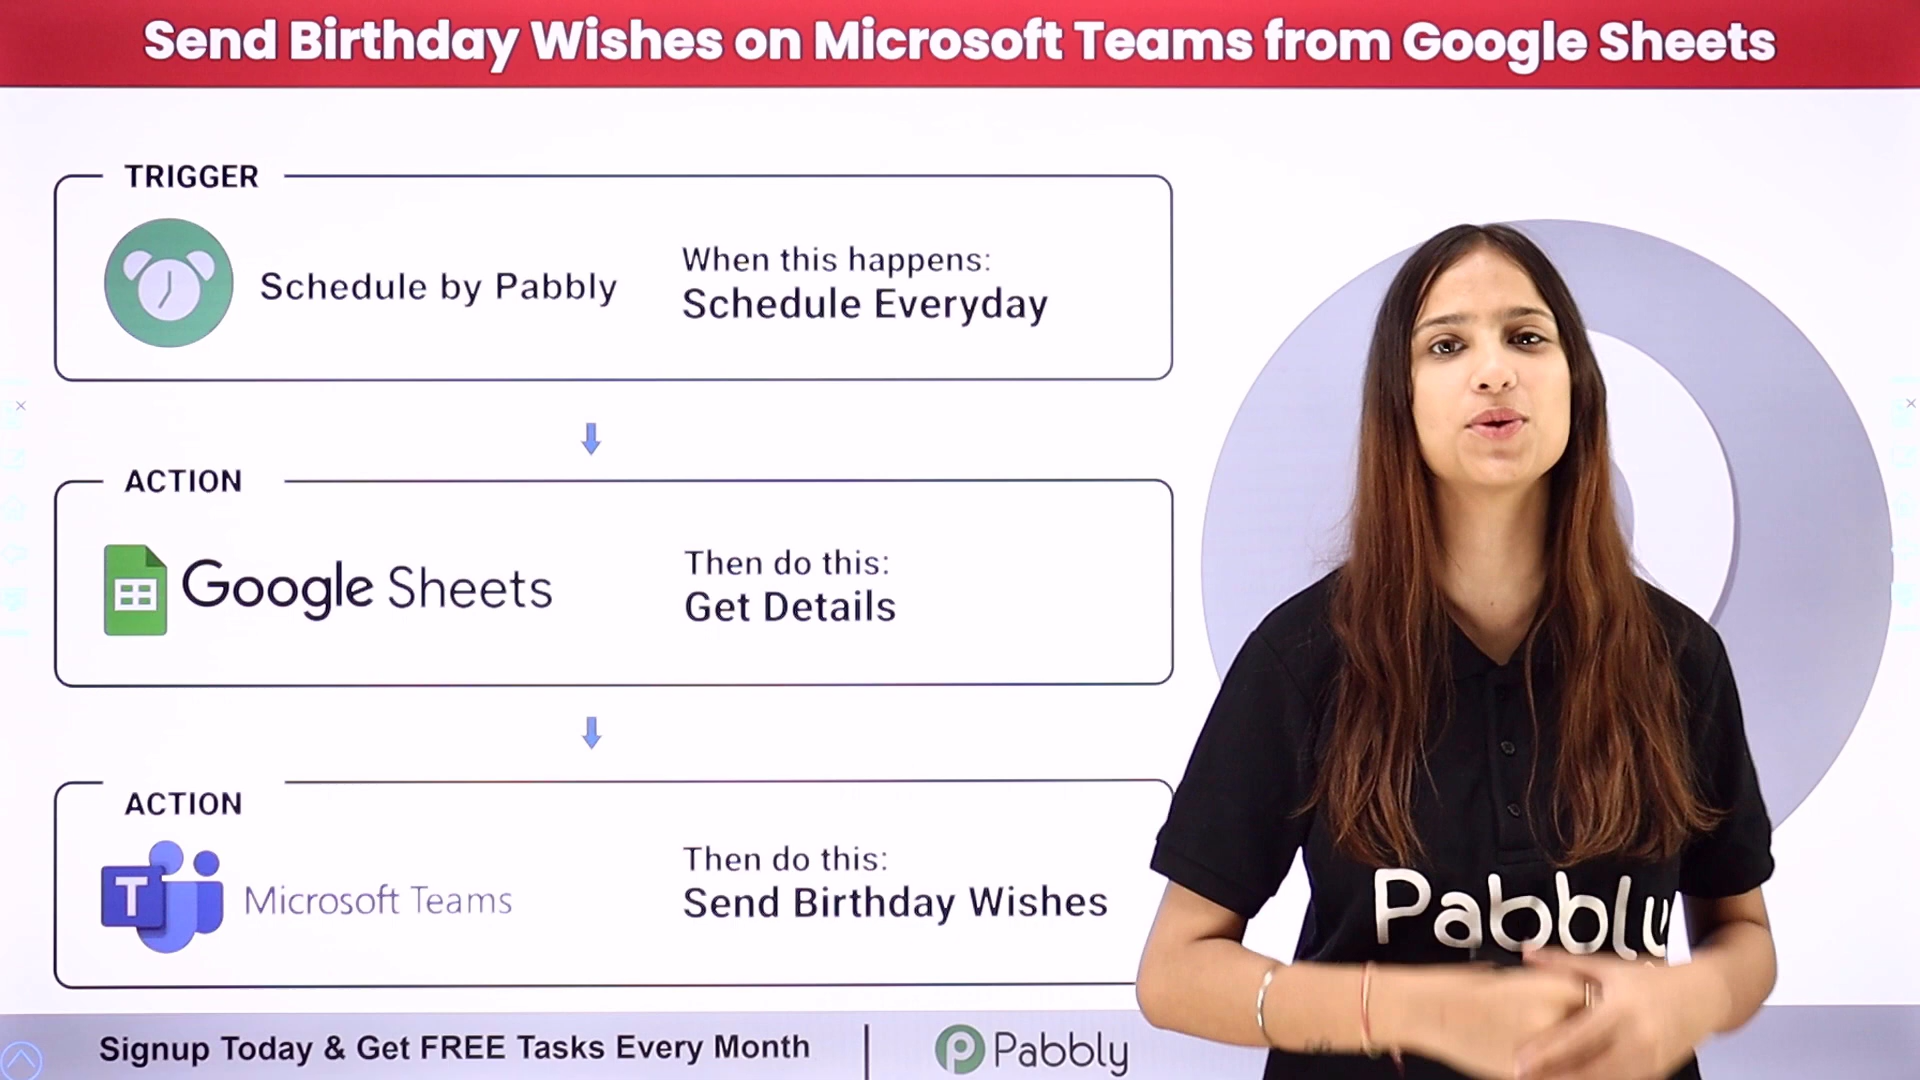 Send Birthday Wishes on Microsoft Teams from Google Sheets
TRIGGER
Schedule by Pabbly
When this happens:
Schedule Everyday
ACTION
Google Sheets
Then do this:
Get Details
ACTION
T
Microsoft Teams
Then do this:
Send Birthday Wishes
Pabbly
Signup Today & Get FREE Tasks Every Month
Pabbly